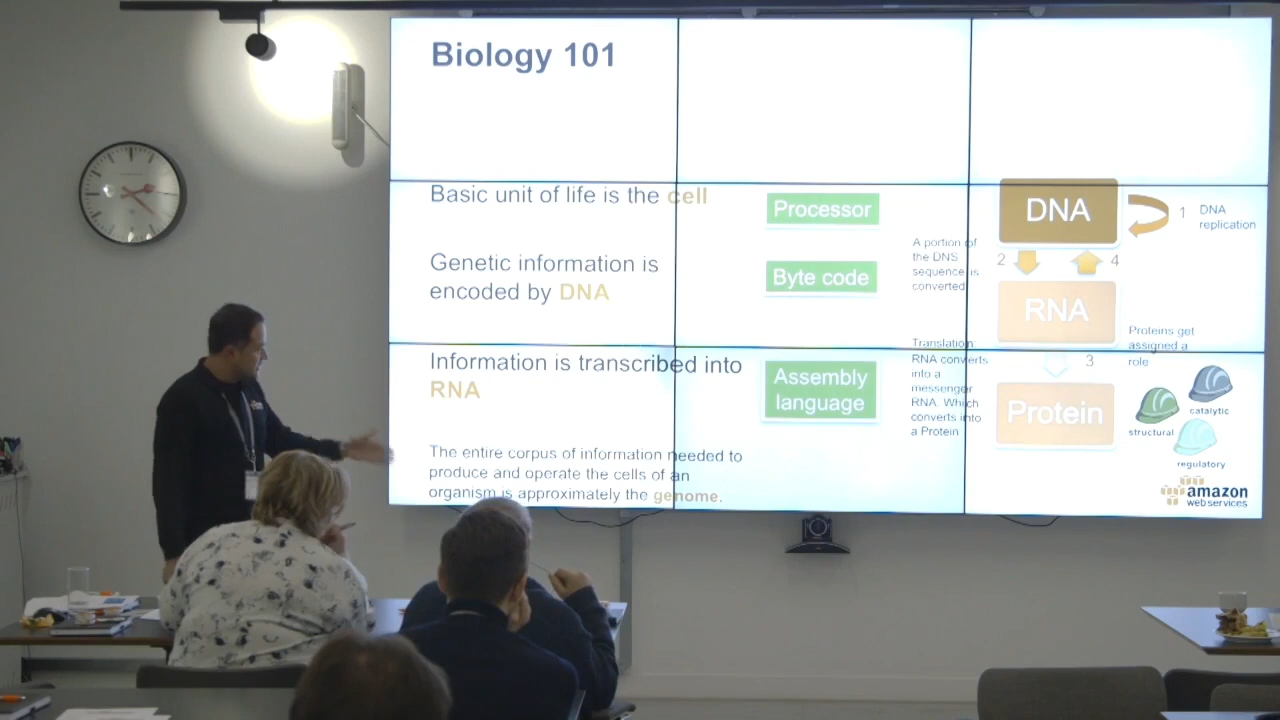 Biology 101
Basic unit of life is the cell
Processor
Genetic information is
encoded by DNA
Byte code
Information is transcribed into
RNA
Assembly
language
The entire corpus of information needed to
produce and operate the cells of an
organism is approximately the genome.
A portion of
the DNS
sequence is
converted
Translation
RNA converts
into a
messenger
RNA. Which
converts into
a Protein
DNA
1
DNA
replication
2
4
RNA
3
Proteins get
assigned a
role
Protein
catalytic
structural
regulatory
amazon
webservices